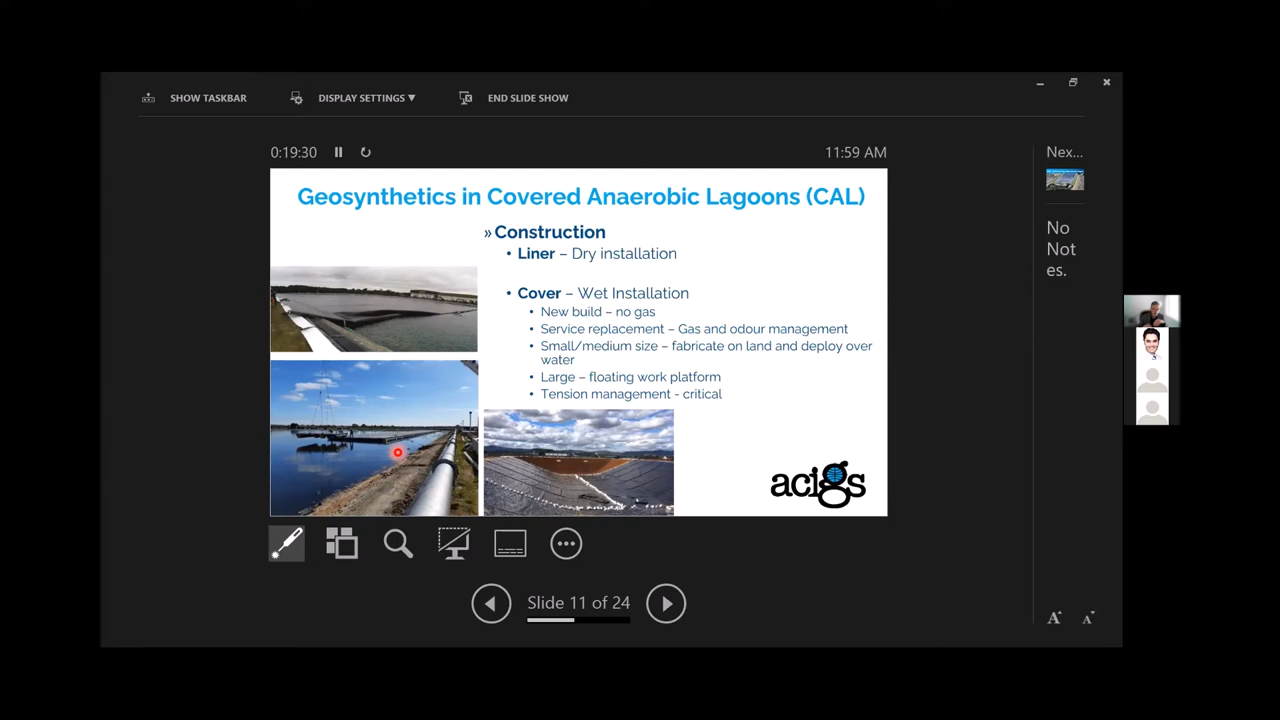 SHOW TASKBAR
DISPLAY SETTINGS ▼
END SLIDE SHOW
0:19:30
11:59 AM
Nex...
Geosynthetics in Covered Anaerobic Lagoons (CAL)
» Construction
• Liner – Dry installation
• Cover – Wet Installation
• New build – no gas
• Service replacement – Gas and odour management
• Small/medium size – fabricate on land and deploy over
water
• Large – floating work platform
• Tension management - critical
acigs
No
Not
es.
Slide 11 of 24
A
A